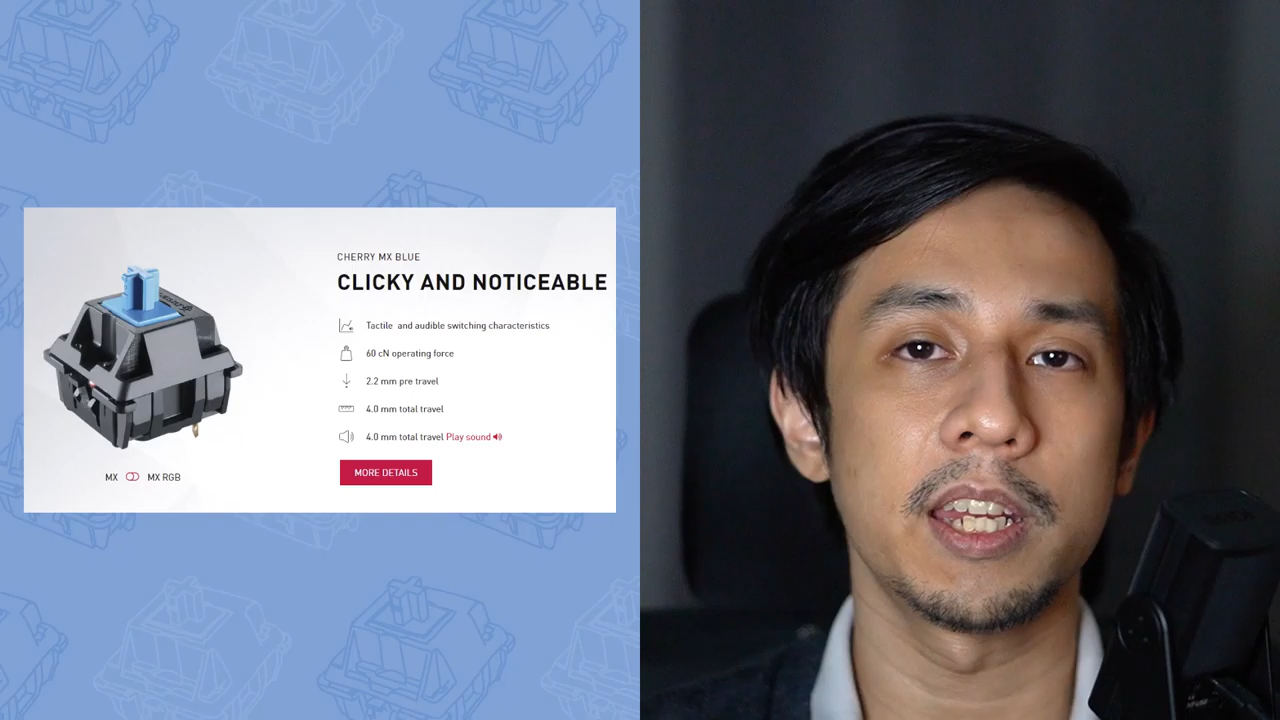 CHERRY MX BLUE
CLICKY AND NOTICEABLE
Tactile and audible switching characteristics
60 cN operating force
2.2 mm pre travel
4.0 mm total travel
4.0 mm total travel Play sound
MORE DETAILS
MX MX RGB